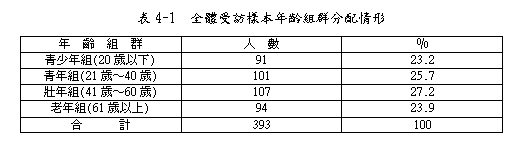 表 4-1 全體受訪樣本年齡組群分配情形
年 齡 組 群 人 數 %
青少年組(20 歲以下) 91 23.2
青年組(21 歲～40 歲) 101 25.7
壯年組(41 歲～60 歲) 107 27.2
老年組(61 歲以上) 94 23.9
合 計 393 100